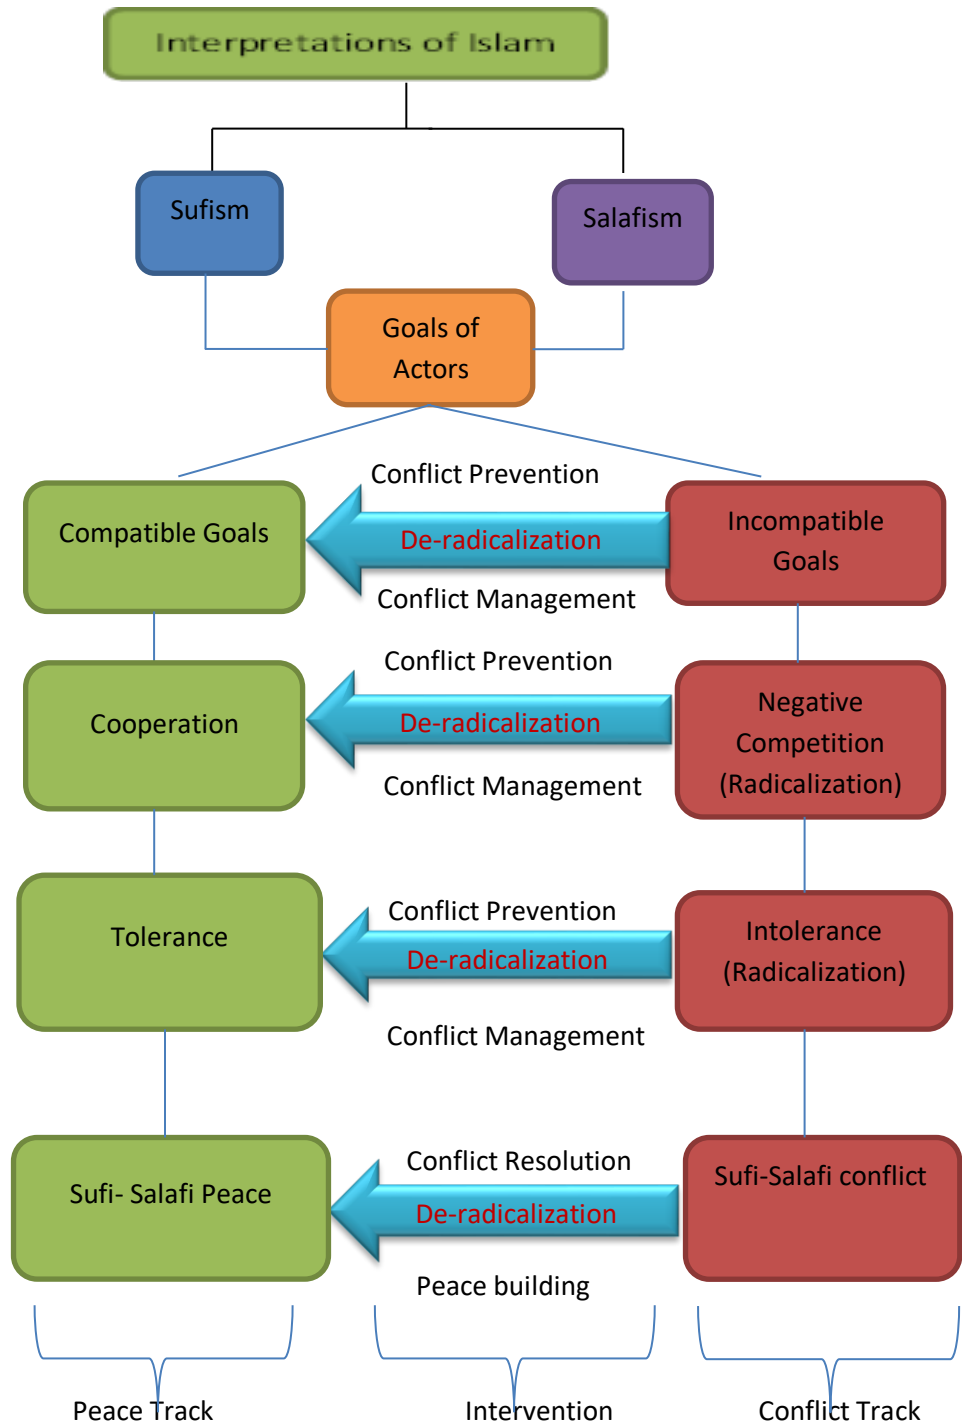 Interpretations of Islam
Sufism
Salafism
Goals of
Actors
Conflict Prevention
Compatible Goals
De-radicalization
Incompatible
Goals
Conflict Management
Conflict Prevention
Cooperation
De-radicalization
Negative
Competition
(Radicalization)
Conflict Management
Conflict Prevention
Tolerance
De-radicalization
Intolerance
(Radicalization)
Conflict Management
Conflict Resolution
Sufi- Salafi Peace
De-radicalization
Sufi-Salafi conflict
Peace building
Peace Track
Intervention
Conflict Track